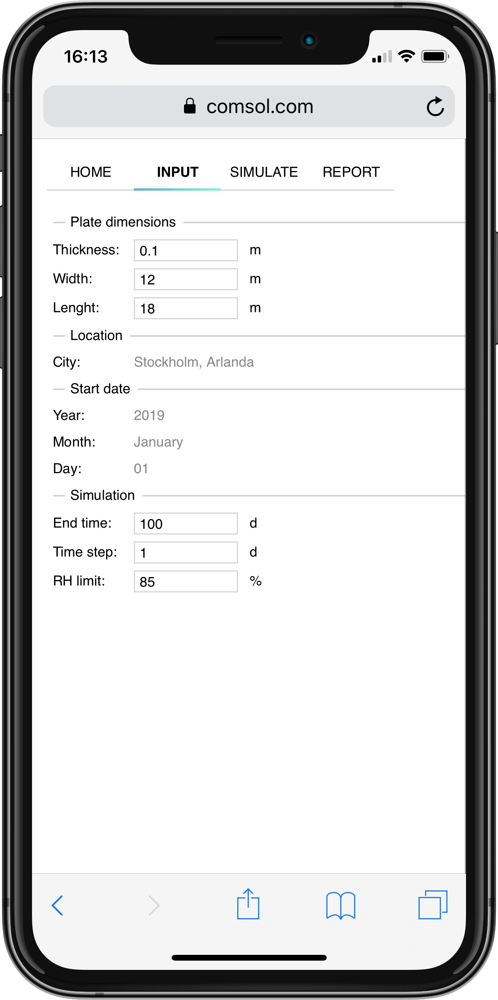 16:13
comsol.com
HOME INPUT SIMULATE REPORT
Plate dimensions
Thickness: 0.1 m
Width: 12 m
Lenght: 18 m
Location
City: Stockholm, Arlanda
Start date
Year: 2019
Month: January
Day: 01
Simulation
End time: 100 d
Time step: 1 d
RH limit: 85 %